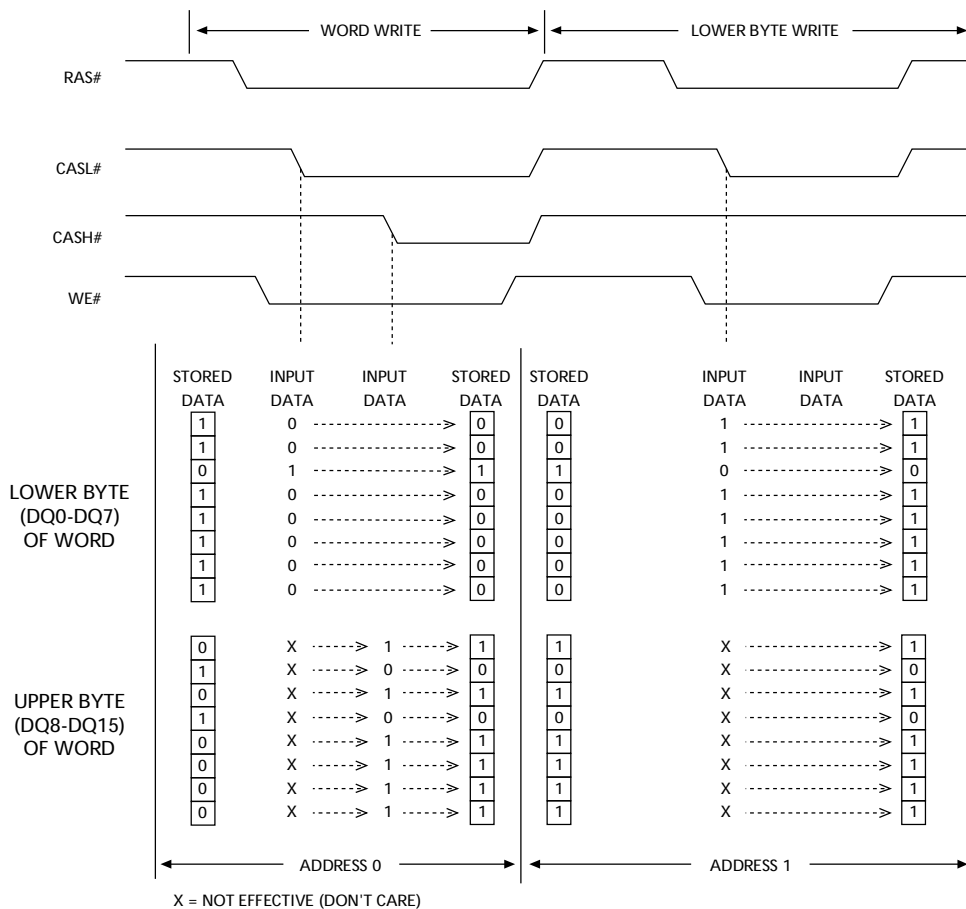 WORD WRITE LOWER BYTE WRITE
RAS#
CASL#
CASH#
WE#
STORED INPUT INPUT STORED STORED INPUT INPUT STORED
DATA DATA DATA DATA DATA DATA DATA DATA
1 0 0 0 1 1
1 0 0 0 1 1
0 1 1 1 0 0
1 0 0 0 1 1
1 0 0 0 1 1
1 0 0 0 1 1
1 0 0 0 1 1
1 0 0 0 1 1
LOWER BYTE
(DQ0-DQ7)
OF WORD
0 X 1 1 1 X 1
1 X 0 0 0 X 0
0 X 1 1 1 X 1
1 X 0 0 0 X 0
0 X 1 1 1 X 1
0 X 1 1 1 X 1
0 X 1 1 1 X 1
0 X 1 1 1 X 1
UPPER BYTE
(DQ8-DQ15)
OF WORD
ADDRESS 0 ADDRESS 1
X = NOT EFFECTIVE (DON'T CARE)